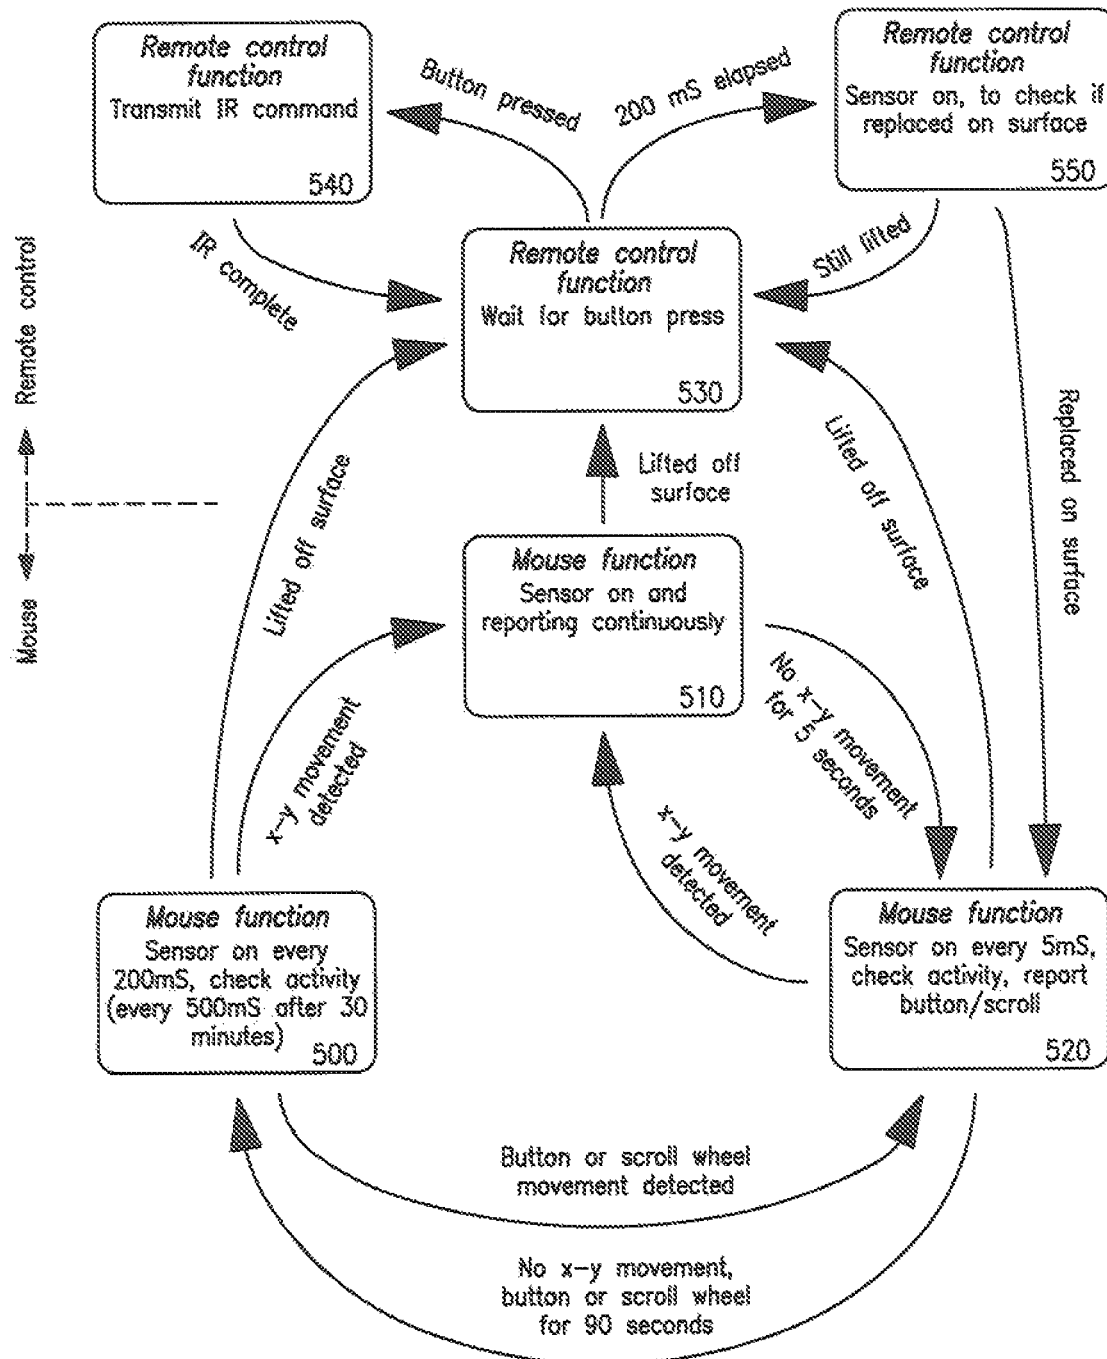 Remote control
function
Transmit IR command
540
Button pressed
200 mS elapsed
Remote control
function
Sensor on, to check if
replaced on surface
550
IR complete
Still lifted
Remote control
function
Wait for button press
530
Remote control
Mouse
Lifted off surface
Lifted off
surface
Lifted off
surface
Replaced on surface
Mouse function
Sensor on and
reporting continuously
510
x-y movement
detected
No x-y movement
for 5 seconds
x-y movement
detected
Mouse function
Sensor on every
200mS, check activity
(every 500mS after 30
minutes)
500
Mouse function
Sensor on every 5mS,
check activity, report
button/scroll
520
Button or scroll wheel
movement detected
No x-y movement,
button or scroll wheel
for 90 seconds